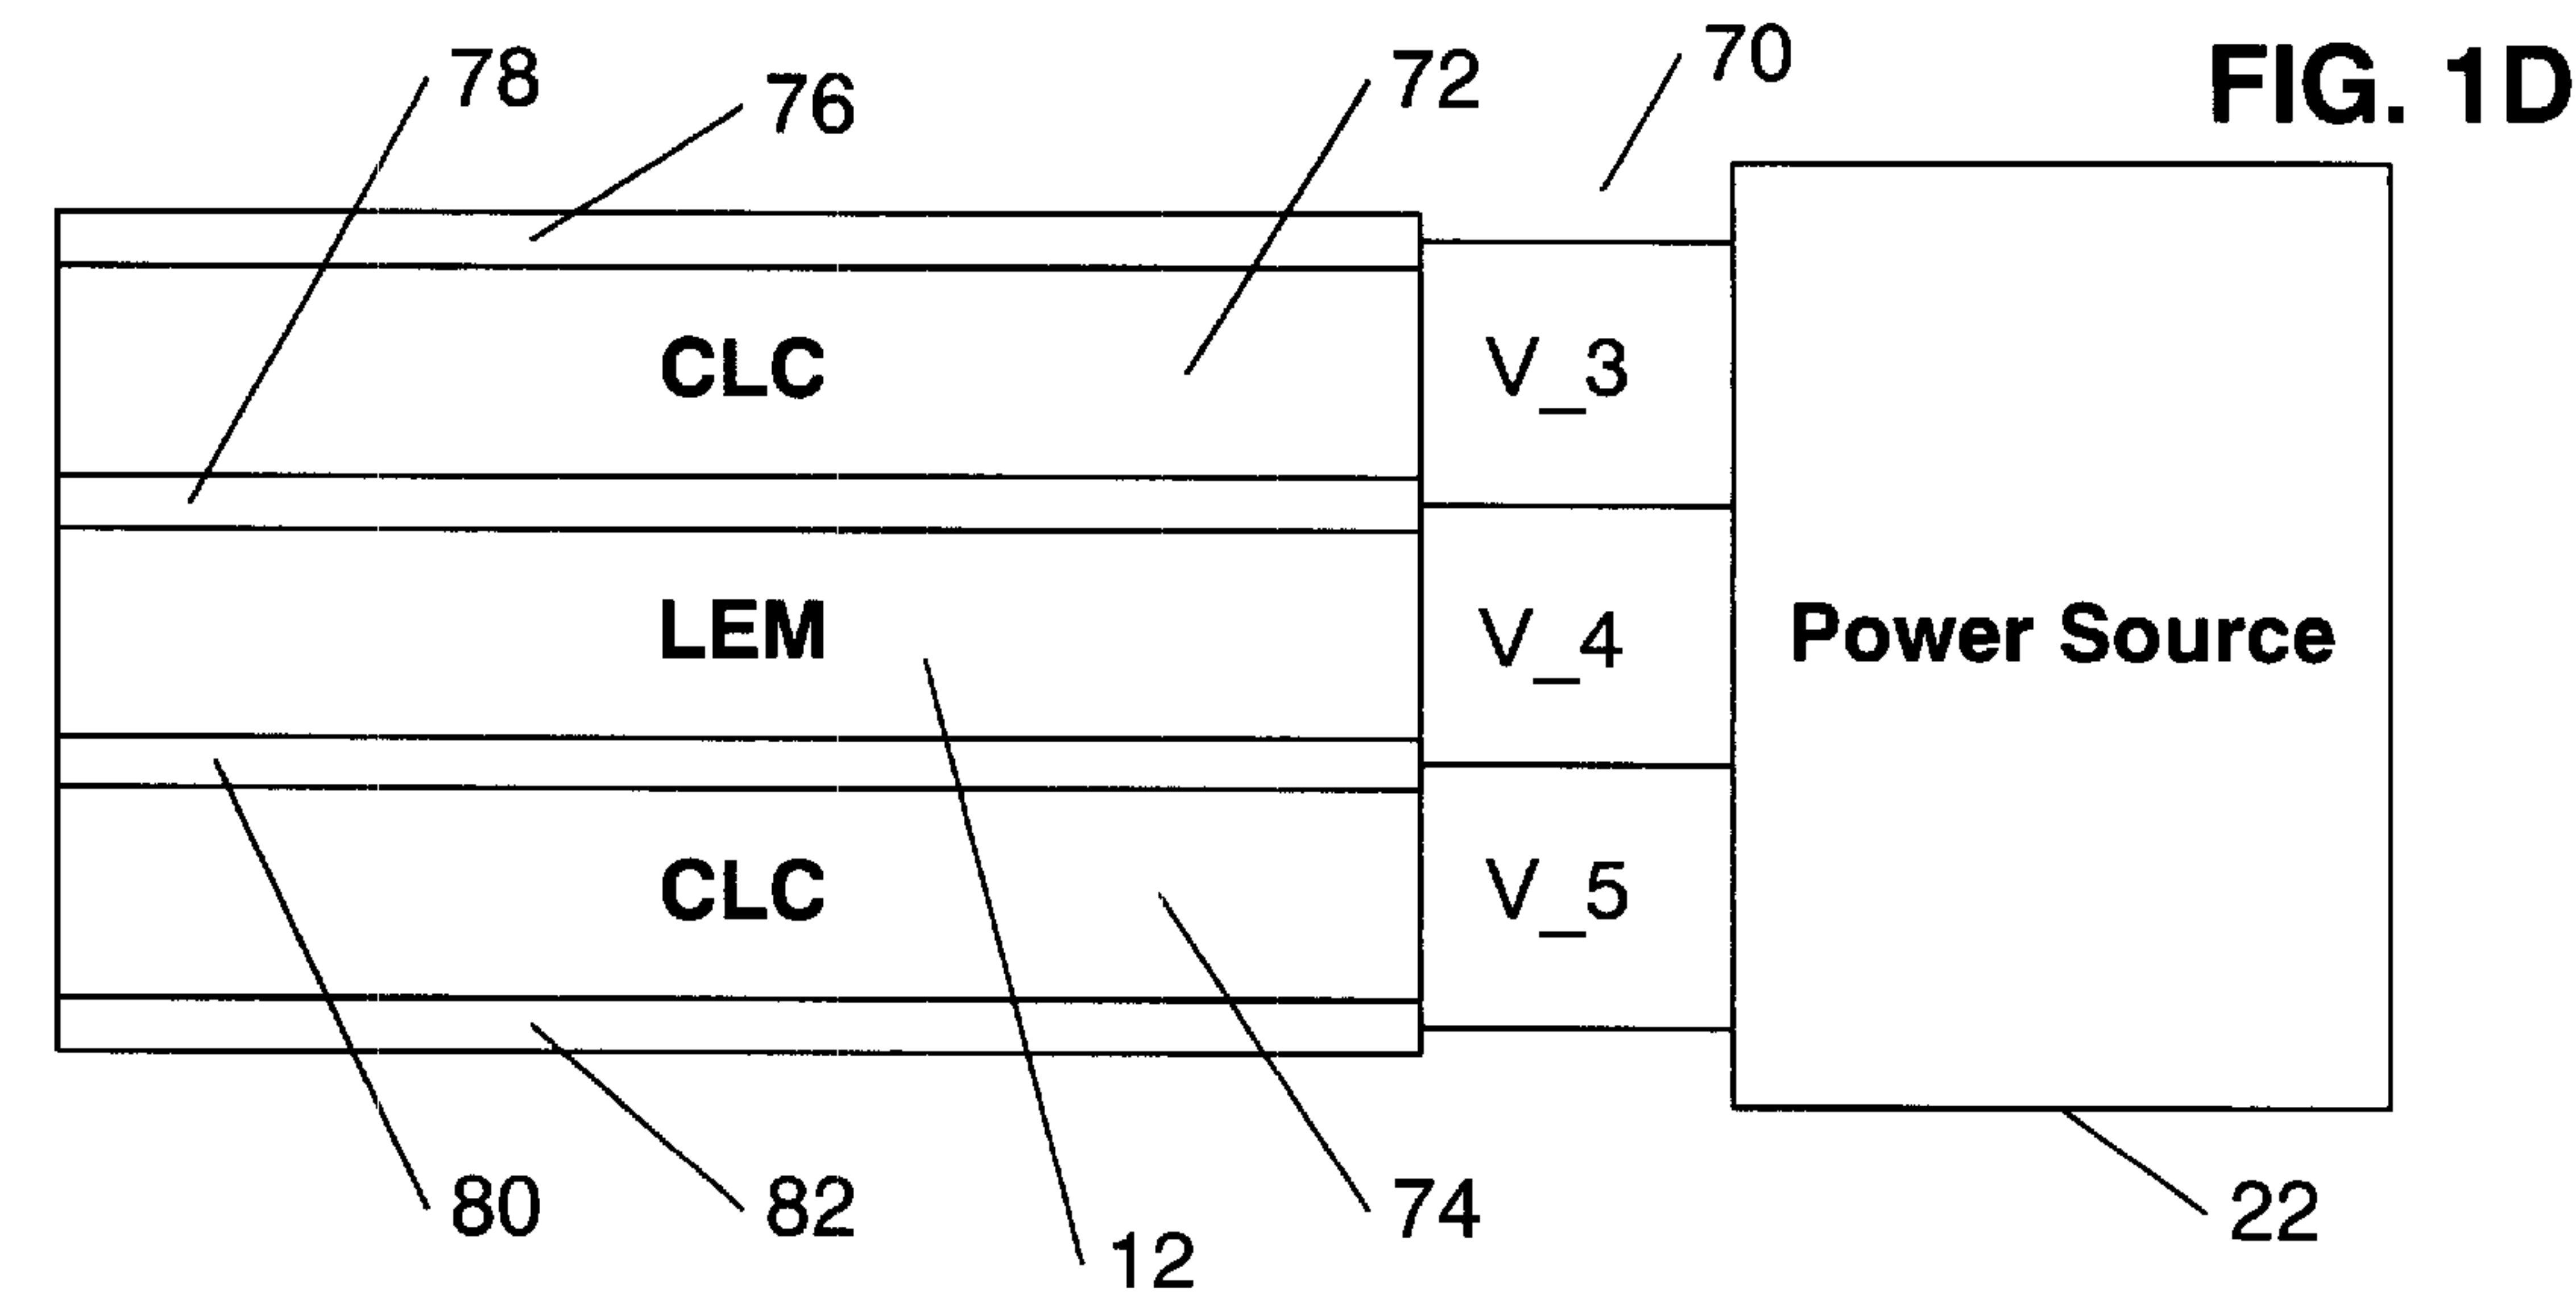 FIG. 1D
78
76
72
70
CLC
V_3
LEM
V_4
Power Source
CLC
V_5
80
82
12
74
22